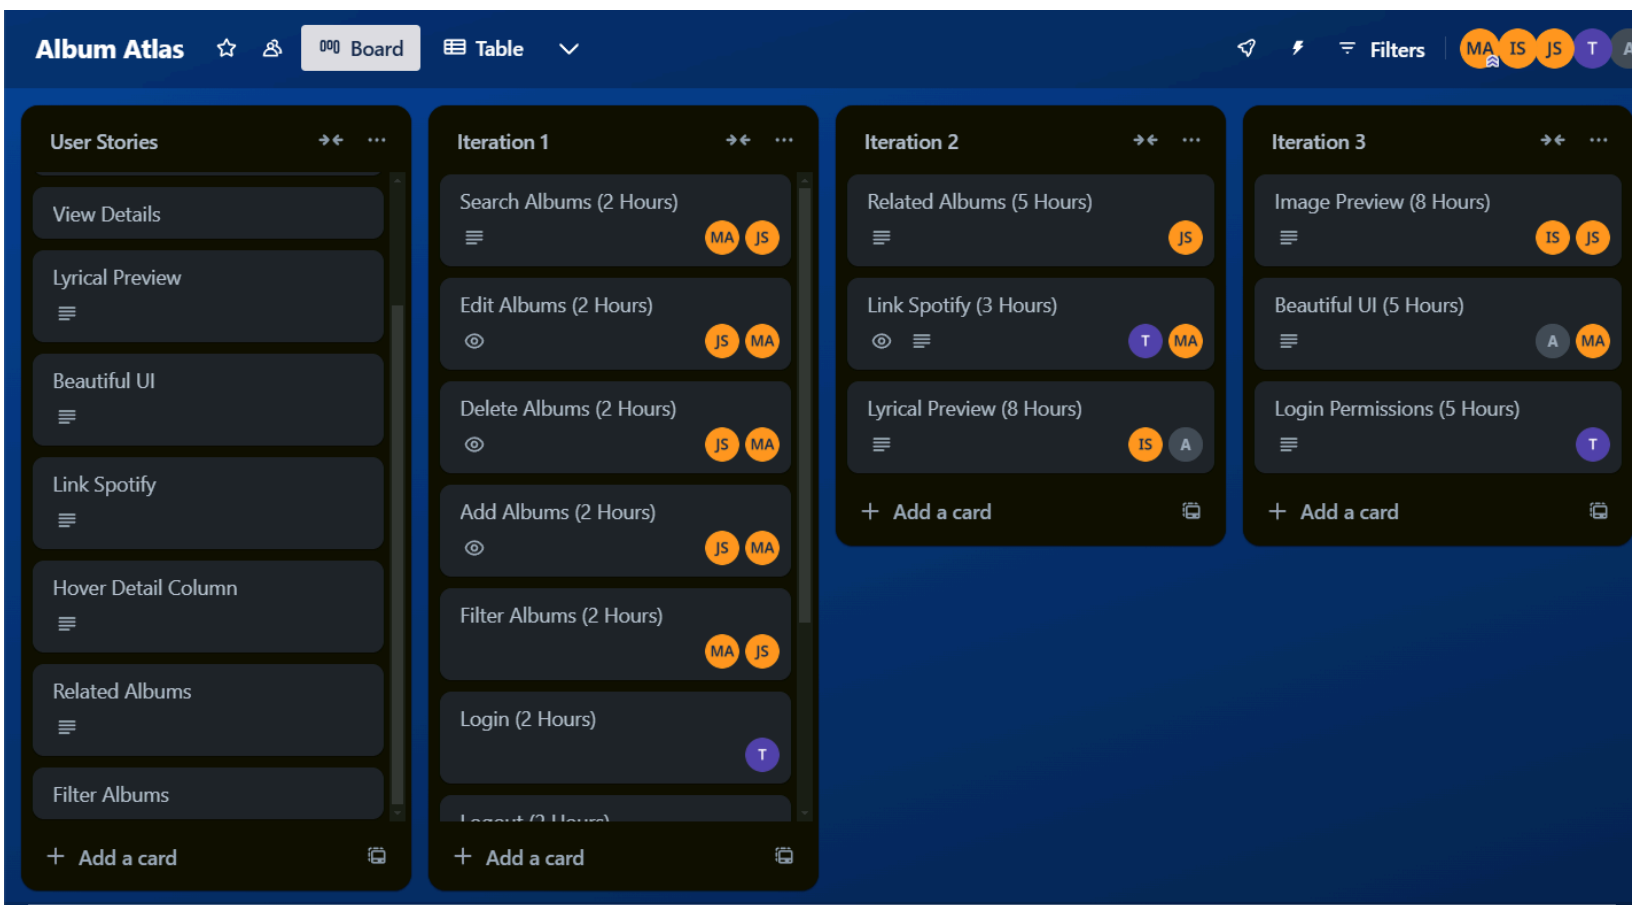 Album Atlas
Board
Table
Filters
MA IS JS T A
User Stories
View Details
Lyrical Preview
Beautiful UI
Link Spotify
Hover Detail Column
Related Albums
Filter Albums
+ Add a card
Iteration 1
Search Albums (2 Hours)
MA JS
Edit Albums (2 Hours)
JS MA
Delete Albums (2 Hours)
JS MA
Add Albums (2 Hours)
JS MA
Filter Albums (2 Hours)
MA JS
Login (2 Hours)
T
Logout (2 Hours)
+ Add a card
Iteration 2
Related Albums (5 Hours)
JS
Link Spotify (3 Hours)
T MA
Lyrical Preview (8 Hours)
IS A
+ Add a card
Iteration 3
Image Preview (8 Hours)
IS JS
Beautiful UI (5 Hours)
A MA
Login Permissions (5 Hours)
T
+ Add a card